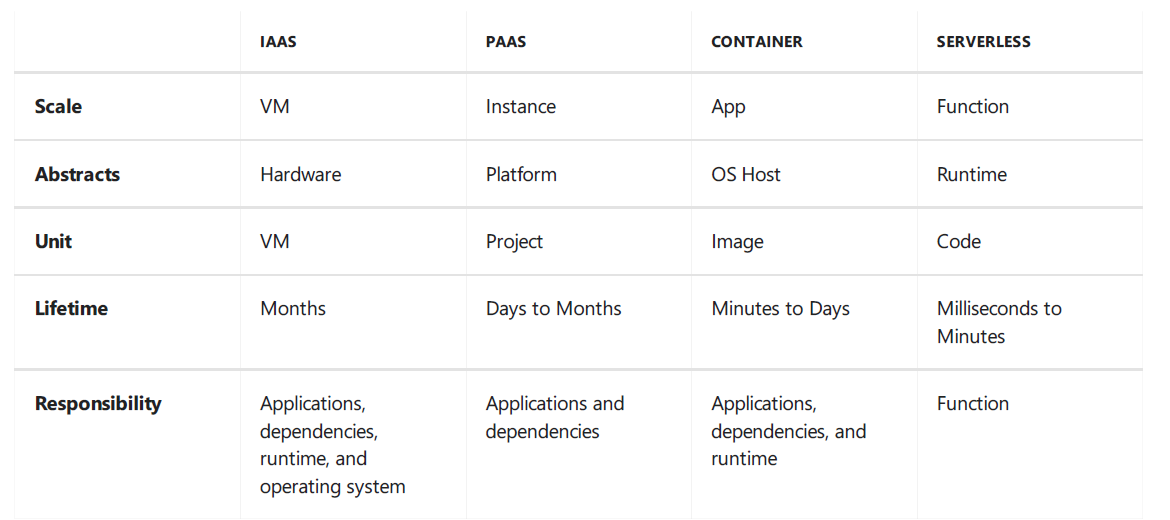 IAAS PAAS CONTAINER SERVERLESS
Scale VM Instance App Function
Abstracts Hardware Platform OS Host Runtime
Unit VM Project Image Code
Lifetime Months Days to Months Minutes to Days Milliseconds to
Minutes
Responsibility Applications, Applications and Applications, Function
dependencies, dependencies dependencies, and
runtime, and runtime
operating system